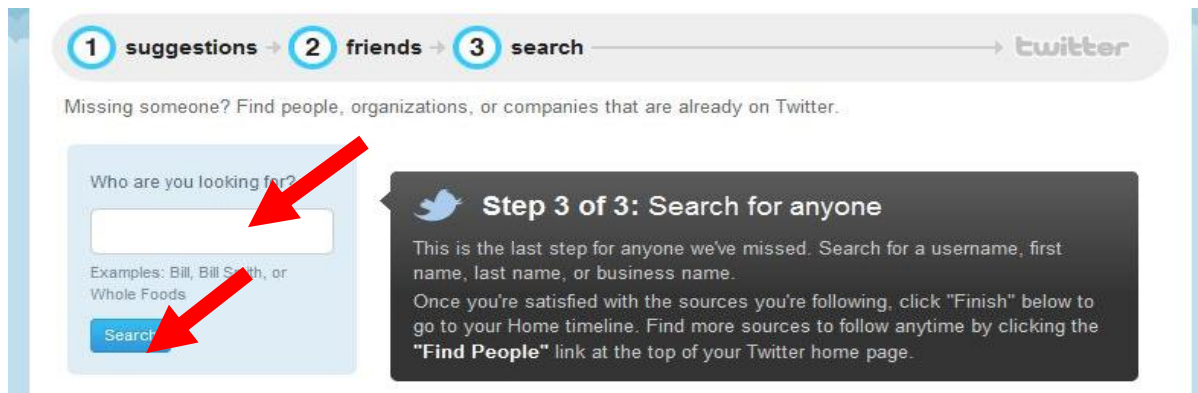 1 suggestions 2 friends 3 search twitter
Missing someone? Find people, organizations, or companies that are already on Twitter.
Who are you looking for?
Examples: Bill, Bill Smith, or
Whole Foods
Search
Step 3 of 3: Search for anyone
This is the last step for anyone we've missed. Search for a username, first
name, last name, or business name.
Once you're satisfied with the sources you're following, click "Finish" below to
go to your Home timeline. Find more sources to follow anytime by clicking the
"Find People" link at the top of your Twitter home page.